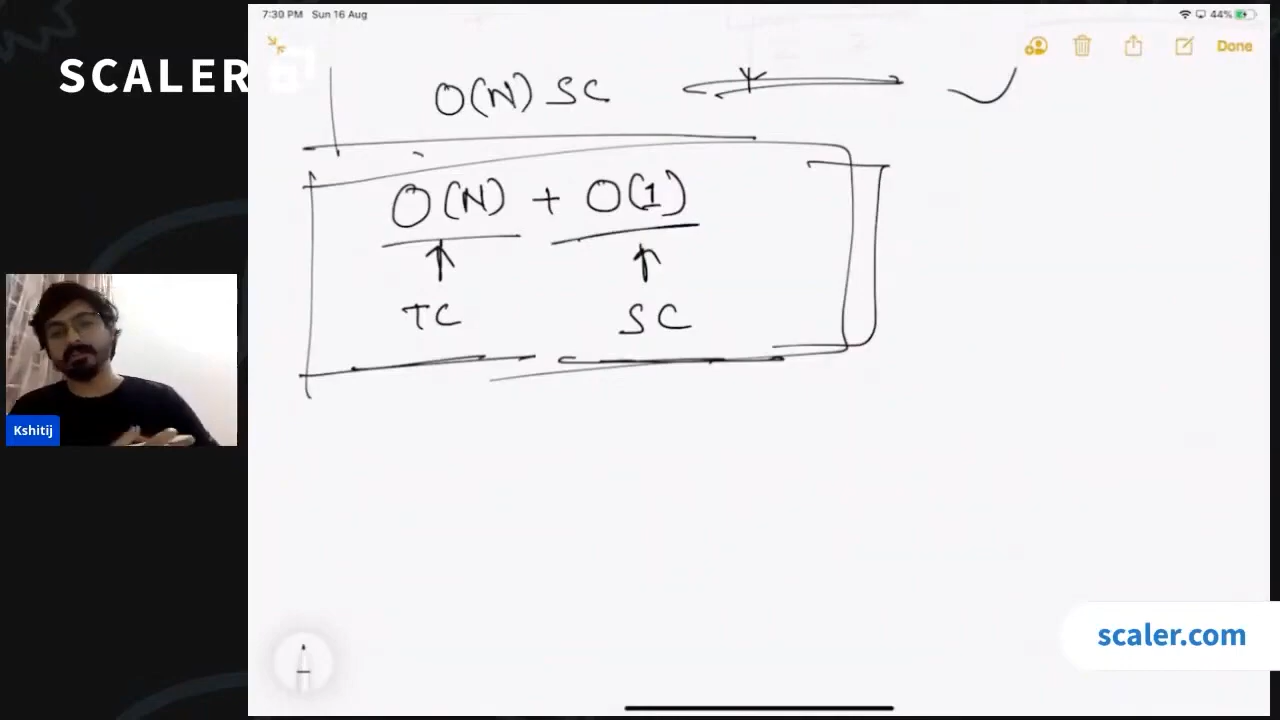 7:30 PM Sun 16 Aug
44%
SCALER
Done
O(N) SC
O(N) + O(1)
TC SC
Kshitij
scaler.com